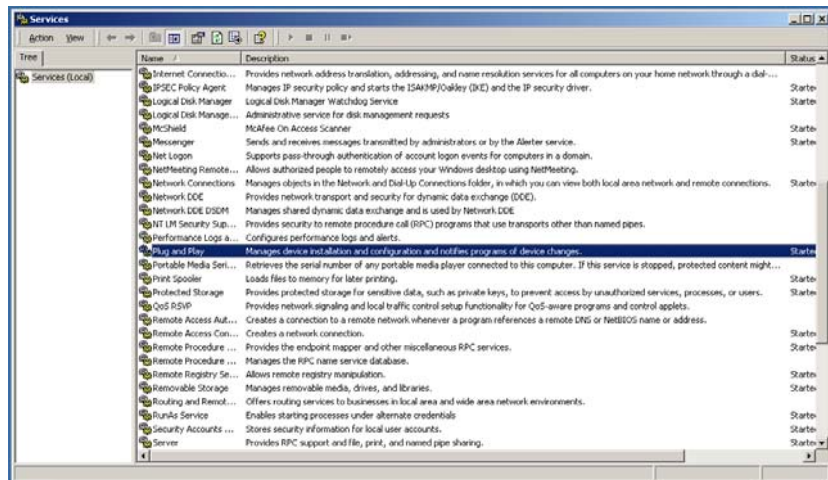 Services
Action View
Tree
Services (Local)
Name Description Status
Internet Connectio... Provides network address translation, addressing, and name resolution services for all computers on your home network through a dial-...
IPSEC Policy Agent Manages IP security policy and starts the ISAKMP/Oakley (IKE) and the IP security driver. Starte
Logical Disk Manager Logical Disk Manager Watchdog Service Starte
Logical Disk Manage... Administrative service for disk management requests
McShield McAfee On Access Scanner Starte
Messenger Sends and receives messages transmitted by administrators or by the Alerter service. Starte
Net Logon Supports pass-through authentication of account logon events for computers in a domain.
NetMeeting Remote... Allows authorized people to remotely access your Windows desktop using NetMeeting.
Network Connections Manages objects in the Network and Dial-Up Connections folder, in which you can view both local area network and remote connections. Starte
Network DDE Provides network transport and security for dynamic data exchange (DDE).
Network DDE DSDM Manages shared dynamic data exchange and is used by Network DDE
NT LM Security Sup... Provides security to remote procedure call (RPC) programs that use transports other than named pipes.
Performance Logs a... Configures performance logs and alerts.
Plug and Play Manages device installation and configuration and notifies programs of device changes. Starte
Portable Media Seri... Retrieves the serial number of any portable media player connected to this computer. If this service is stopped, protected content might...
Print Spooler Loads files to memory for later printing. Starte
Protected Storage Provides protected storage for sensitive data, such as private keys, to prevent access by unauthorized services, processes, or users. Starte
QoS RSVP Provides network signaling and local traffic control setup functionality for QoS-aware programs and control applets.
Remote Access Aut... Creates a connection to a remote network whenever a program references a remote DNS or NetBIOS name or address.
Remote Access Con... Creates a network connection. Starte
Remote Procedure ... Provides the endpoint mapper and other miscellaneous RPC services. Starte
Remote Procedure ... Manages the RPC name service database.
Remote Registry Se... Allows remote registry manipulation. Starte
Removable Storage Manages removable media, drives, and libraries. Starte
Routing and Remot... Offers routing services to businesses in local area and wide area network environments.
RunAs Service Enables starting processes under alternate credentials Starte
Security Accounts ... Stores security information for local user accounts. Starte
Server Provides RPC support and file, print, and named pipe sharing. Starte